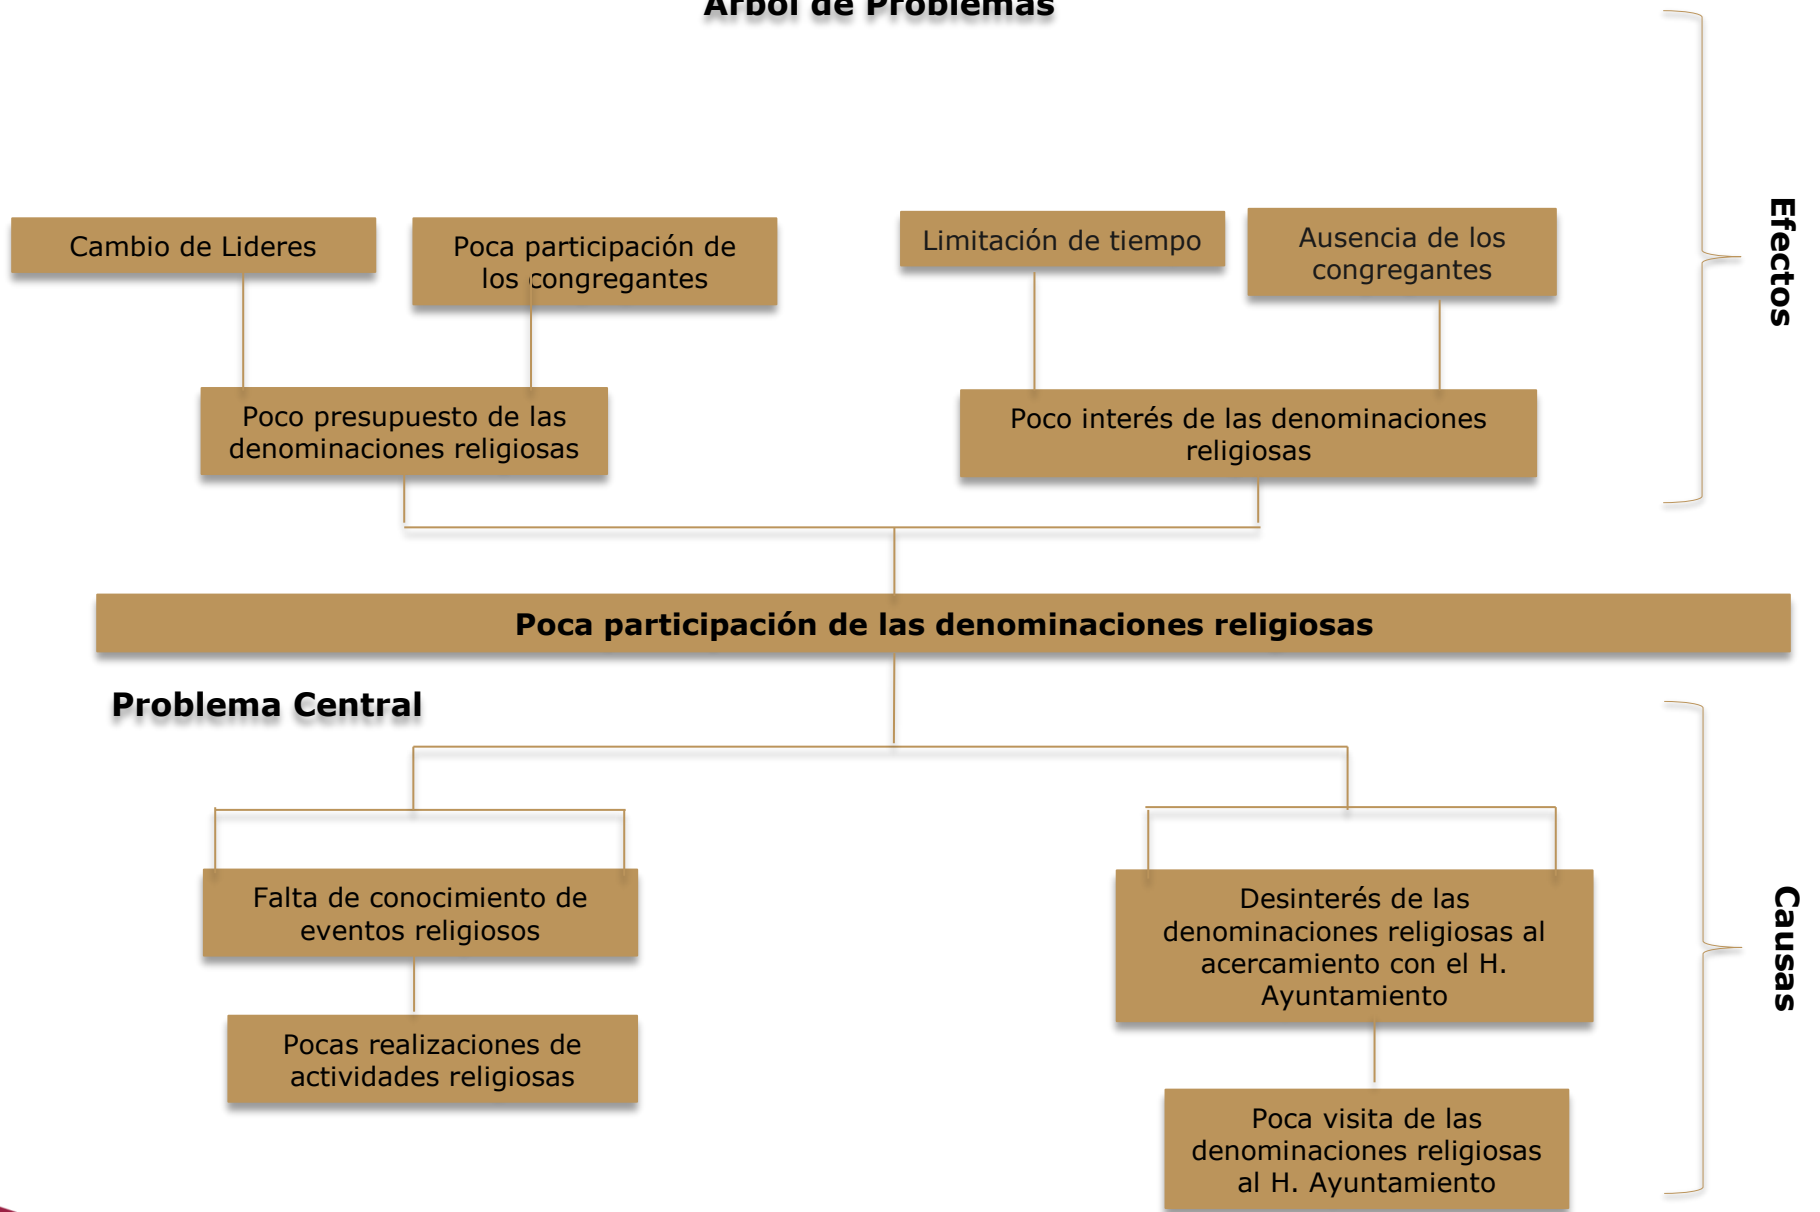 Árbol de Problemas
Cambio de Lideres
Poca participación de
los congregantes
Limitación de tiempo
Ausencia de los
congregantes
Efectos
Poco presupuesto de las
denominaciones religiosas
Poco interés de las denominaciones
religiosas
Poca participación de las denominaciones religiosas
Problema Central
Falta de conocimiento de
eventos religiosos
Desinterés de las
denominaciones religiosas al
acercamiento con el H.
Ayuntamiento
Causas
Pocas realizaciones de
actividades religiosas
Poca visita de las
denominaciones religiosas
al H. Ayuntamiento